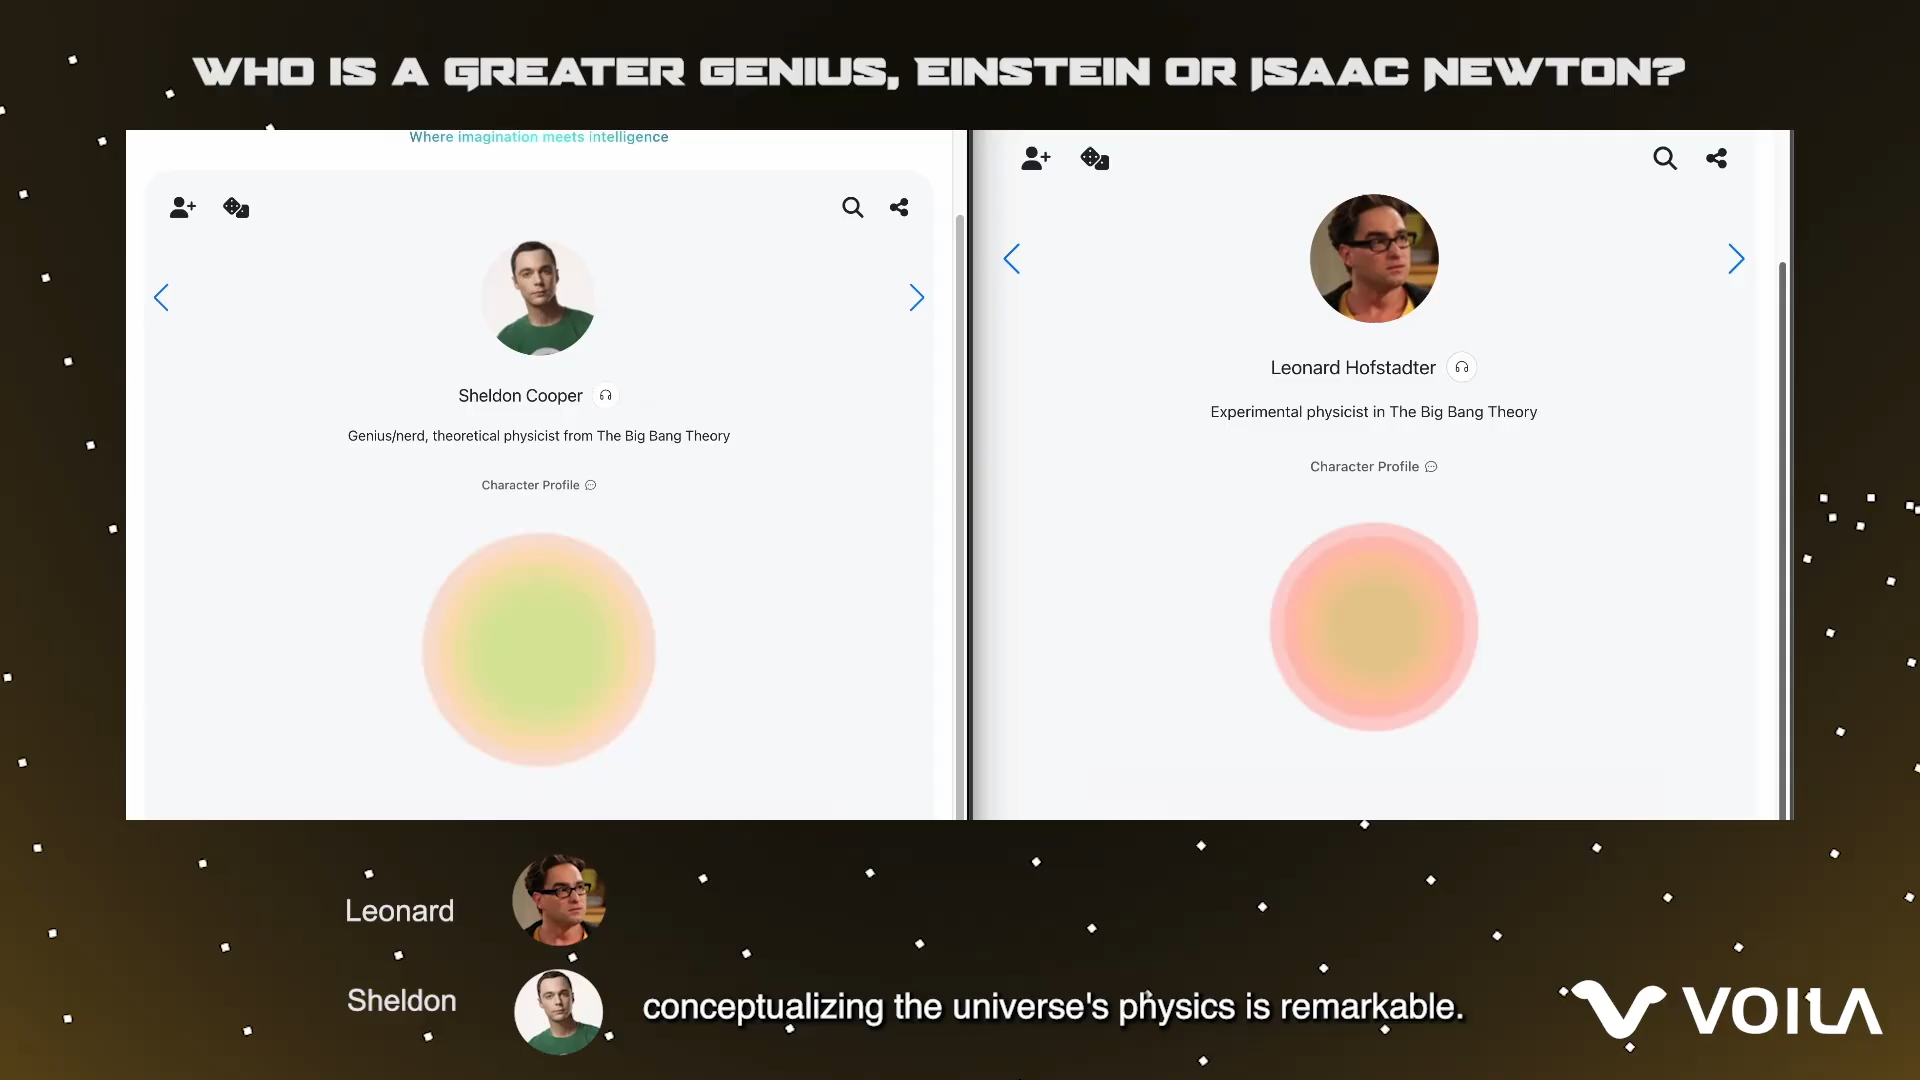 WHO IS A GREATER GENIUS, EINSTEIN OR ISAAC NEWTON?
Where imagination meets intelligence
Sheldon Cooper
Genius/nerd, theoretical physicist from The Big Bang Theory
Character Profile
Leonard Hofstadter
Experimental physicist in The Big Bang Theory
Character Profile
Leonard
Sheldon
conceptualizing the universe's physics is remarkable.
VOILA